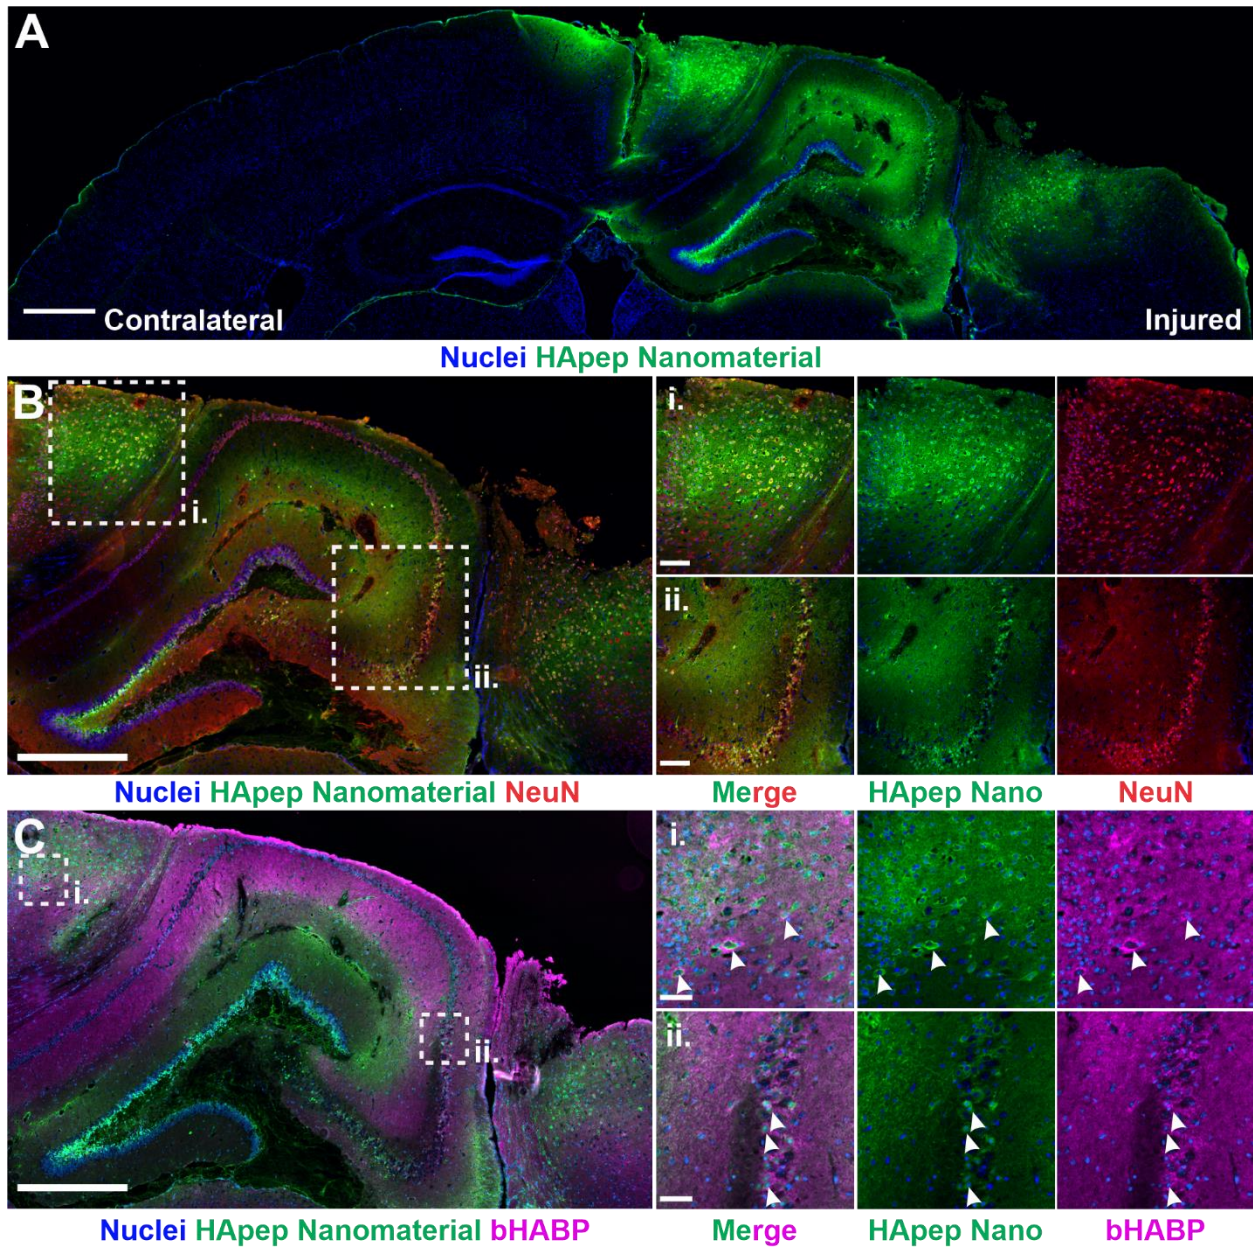 A
Contralateral
Injured
Nuclei HApep Nanomaterial
B
i.
ii.
i.
ii.
Nuclei HApep Nanomaterial NeuN
Merge
HApep Nano
NeuN
C
i.
ii.
i.
ii.
Nuclei HApep Nanomaterial bHABP
Merge
HApep Nano
bHABP